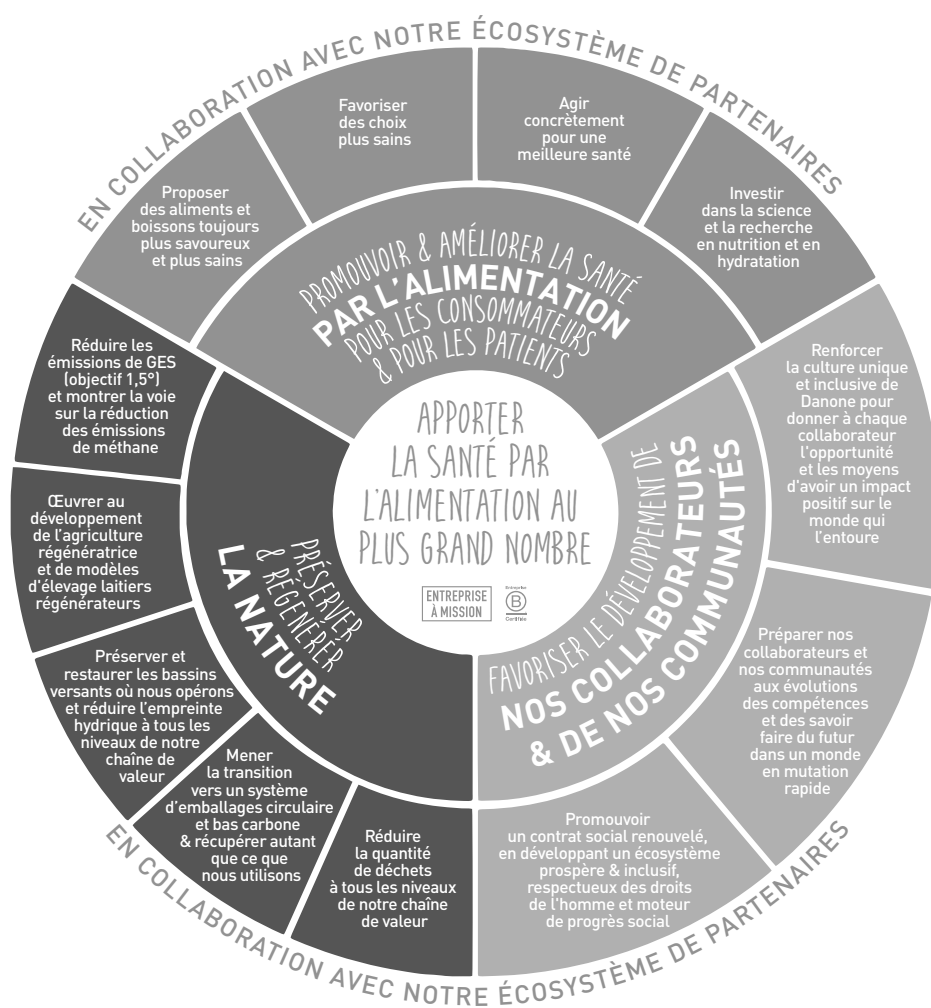 EN COLLABORATION AVEC NOTRE ÉCOSYSTÈME DE PARTENAIRES
Proposer
des aliments et
boissons toujours
plus savoureux
et plus sains
Favoriser
des choix
plus sains
Agir
concrètement
pour une
meilleure santé
Investir
dans la science
et la recherche
en nutrition et en
hydratation
PROMOUVOIR & AMÉLIORER LA SANTÉ
PAR L'ALIMENTATION
POUR LES CONSOMMATEURS
& POUR LES PATIENTS
Renforcer
la culture unique
et inclusive de
Danone pour
donner à chaque
collaborateur
l'opportunité
et les moyens
d'avoir un impact
positif sur le
monde qui
l'entoure
Préparer nos
collaborateurs et
nos communautés
aux évolutions
des compétences
et des savoir
faire du futur
dans un monde
en mutation
rapide
Promouvoir
un contrat social renouvelé,
en développant un écosystème
prospère & inclusif,
respectueux des droits
de l'homme et moteur
de progrès social
FAVORISER LE DÉVELOPPEMENT DE
NOS COLLABORATEURS
& DE NOS COMMUNAUTÉS
Réduire les
émissions de GES
(objectif 1,5°)
et montrer la voie
sur la réduction
des émissions
de méthane
Œuvrer au
développement
de l'agriculture
régénératrice
et de modèles
d'élevage laitiers
régénérateurs
Préserver et
restaurer les bassins
versants où nous opérons
et réduire l'empreinte
hydrique à tous les
niveaux de notre
chaîne de
valeur
Mener
la transition
vers un système
d'emballages circulaire
et bas carbone
& récupérer autant
que ce que
nous utilisons
Réduire
la quantité
de déchets
à tous les niveaux
de notre chaîne
de valeur
PRÉSERVER
& RÉGÉNÉRER
LA NATURE
APPORTER
LA SANTÉ PAR
L'ALIMENTATION AU
PLUS GRAND NOMBRE
ENTREPRISE
À MISSION
Entreprise
B
Certifiée
EN COLLABORATION AVEC NOTRE ÉCOSYSTÈME DE PARTENAIRES